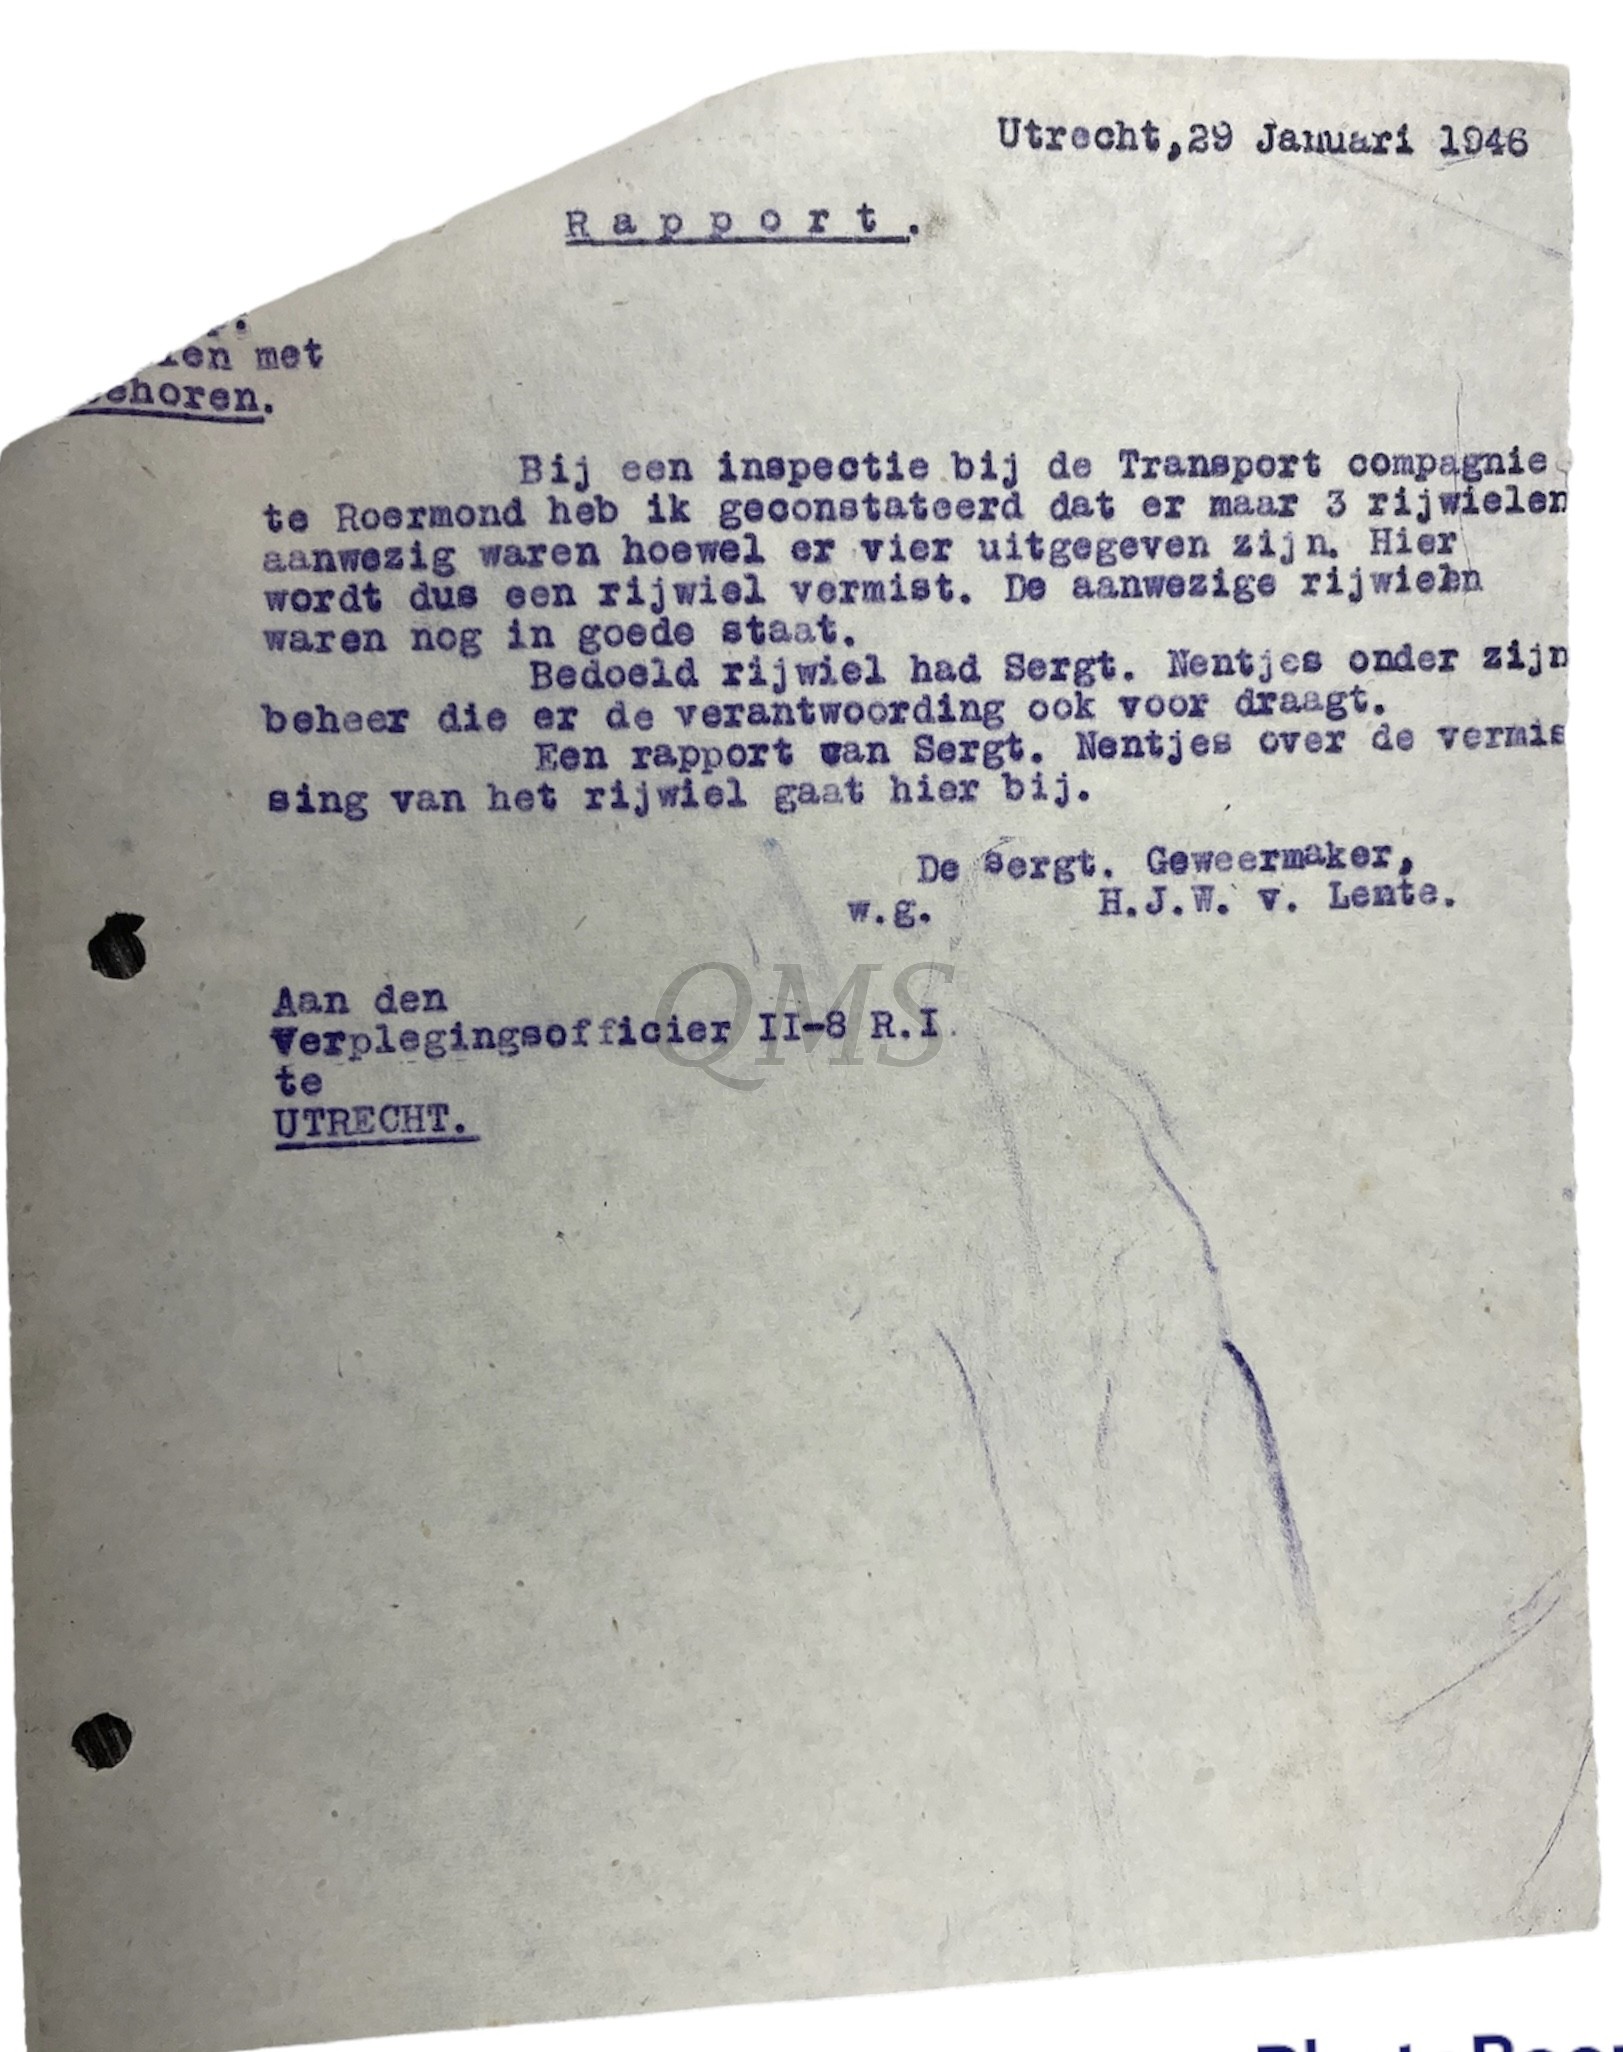 Utrecht,29 Januari 1946
Rapport.
met
Bij een inspectie bij de Transport compagnie
te Roermond heb ik geconstateerd dat er maar 3 rijwielen
aanwezig waren hoewel er vier uitgegeven zijn. Hier
wordt dus een rijwiel vermist. De aanwezige rijwieln
waren nog in goede staat.
Bedoeld rijwiel had Sergt. Nentjes onder zijn
beheer die er de verantwoording ook voor draagt.
Een rapport van Sergt. Nentjes over de vermis
sing van het rijwiel gaat hier bij.
De Sergt. Geweermaker,
w.g. H.J.W. v. Lente.
QMS
Aan den
Verplegingsofficier II-8 R.I.
te
UTRECHT.